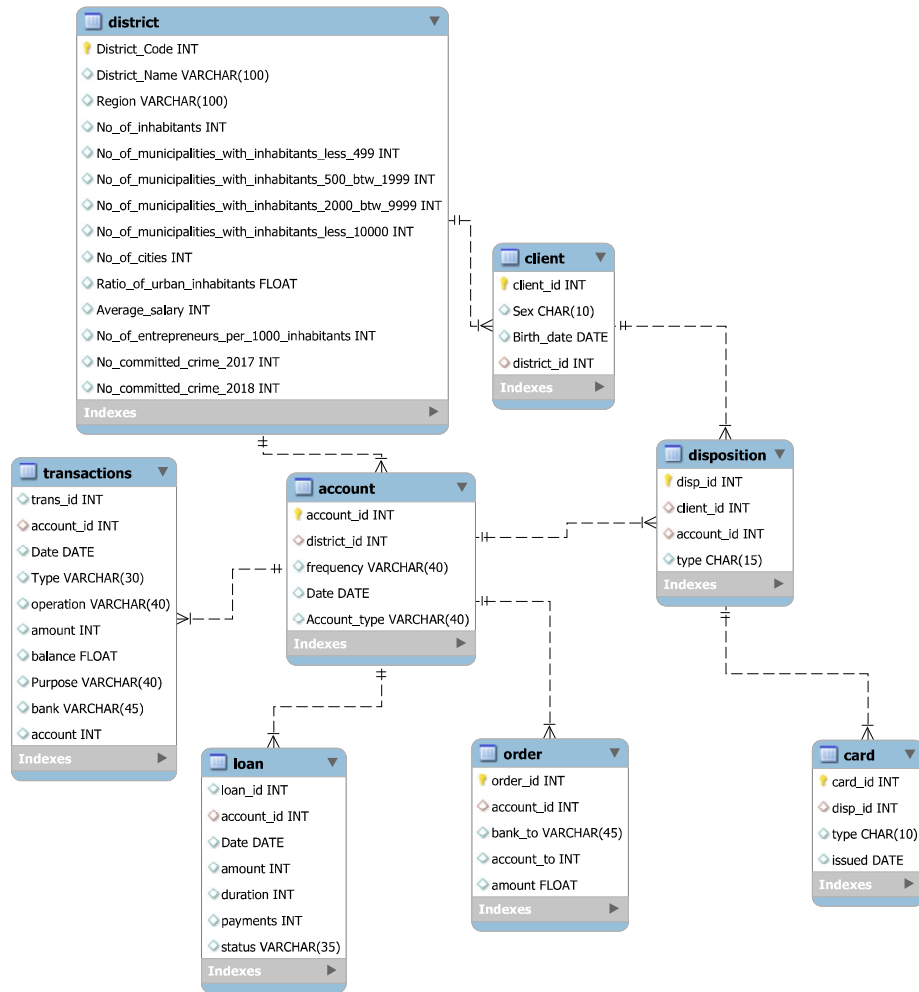 district
District_Code INT
District_Name VARCHAR(100)
Region VARCHAR(100)
No_of_inhabitants INT
No_of_municipalities_with_inhabitants_less_499 INT
No_of_municipalities_with_inhabitants_500_btw_1999 INT
No_of_municipalities_with_inhabitants_2000_btw_9999 INT
No_of_municipalities_with_inhabitants_less_10000 INT
No_of_cities INT
Ratio_of_urban_inhabitants FLOAT
Average_salary INT
No_of_entrepreneurs_per_1000_inhabitants INT
No_committed_crime_2017 INT
No_committed_crime_2018 INT
Indexes
client
client_id INT
Sex CHAR(10)
Birth_date DATE
district_id INT
Indexes
transactions
trans_id INT
account_id INT
Date DATE
Type VARCHAR(30)
operation VARCHAR(40)
amount INT
balance FLOAT
Purpose VARCHAR(40)
bank VARCHAR(45)
account INT
Indexes
account
account_id INT
district_id INT
frequency VARCHAR(40)
Date DATE
Account_type VARCHAR(40)
Indexes
disposition
disp_id INT
client_id INT
account_id INT
type CHAR(15)
Indexes
loan
loan_id INT
account_id INT
Date DATE
amount INT
duration INT
payments INT
status VARCHAR(35)
Indexes
order
order_id INT
account_id INT
bank_to VARCHAR(45)
account_to INT
amount FLOAT
Indexes
card
card_id INT
disp_id INT
type CHAR(10)
issued DATE
Indexes